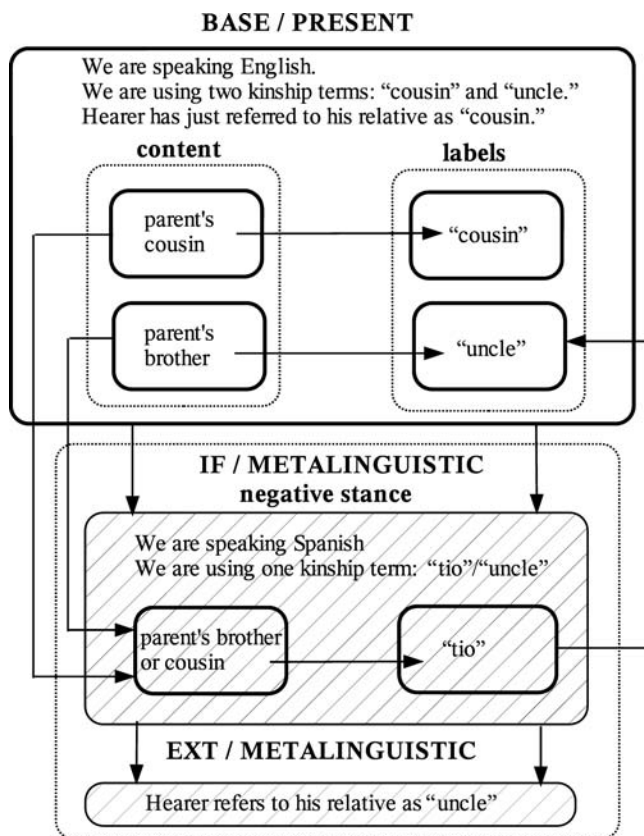 BASE / PRESENT
We are speaking English.
We are using two kinship terms: “cousin” and “uncle.”
Hearer has just referred to his relative as “cousin.”
content
labels
parent's
cousin
“cousin”
parent's
brother
“uncle”
IF / METALINGUISTIC
negative stance
We are speaking Spanish
We are using one kinship term: “tio”/“uncle”
parent's brother
or cousin
“tio”
EXT / METALINGUISTIC
Hearer refers to his relative as “uncle”